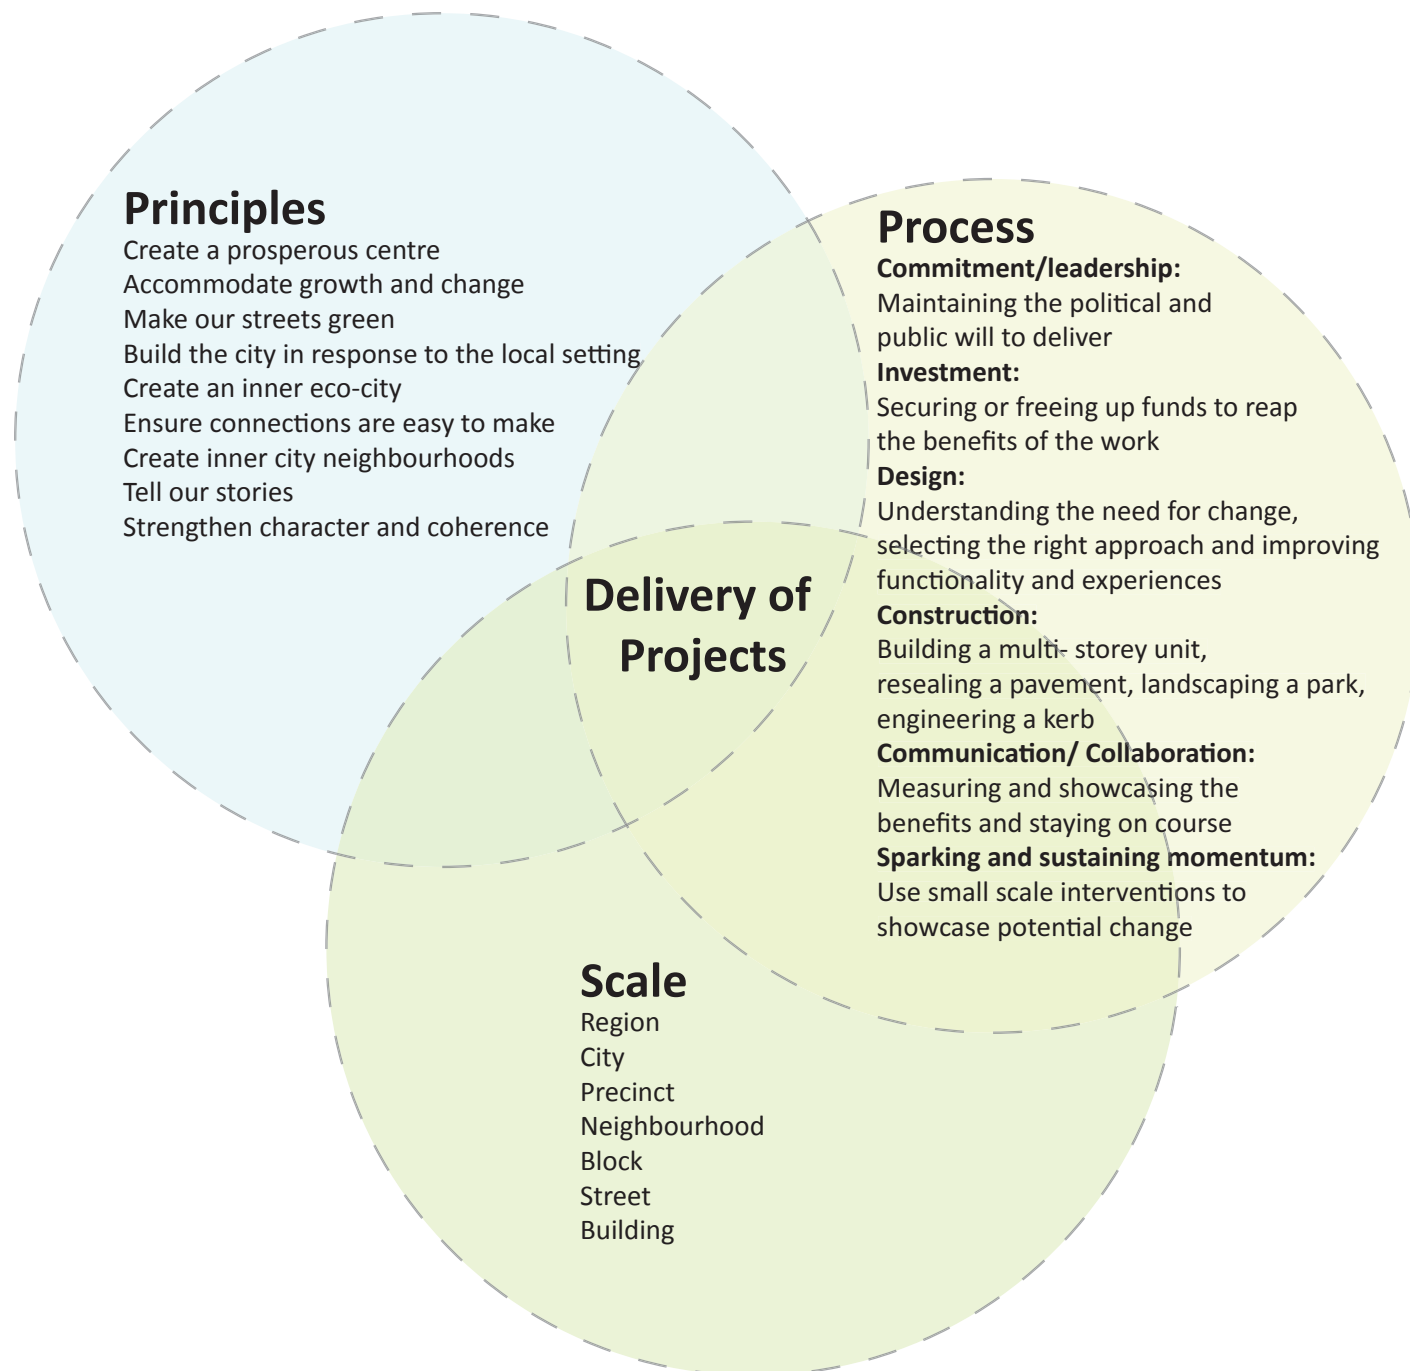 Principles
Create a prosperous centre
Accommodate growth and change
Make our streets green
Build the city in response to the local setting
Create an inner eco-city
Ensure connections are easy to make
Create inner city neighbourhoods
Tell our stories
Strengthen character and coherence
Process
Commitment/leadership:
Maintaining the political and
public will to deliver
Investment:
Securing or freeing up funds to reap
the benefits of the work
Design:
Understanding the need for change,
selecting the right approach and improving
functionality and experiences
Construction:
Building a multi- storey unit,
resealing a pavement, landscaping a park,
engineering a kerb
Communication/ Collaboration:
Measuring and showcasing the
benefits and staying on course
Sparking and sustaining momentum:
Use small scale interventions to
showcase potential change
Delivery of
Projects
Scale
Region
City
Precinct
Neighbourhood
Block
Street
Building